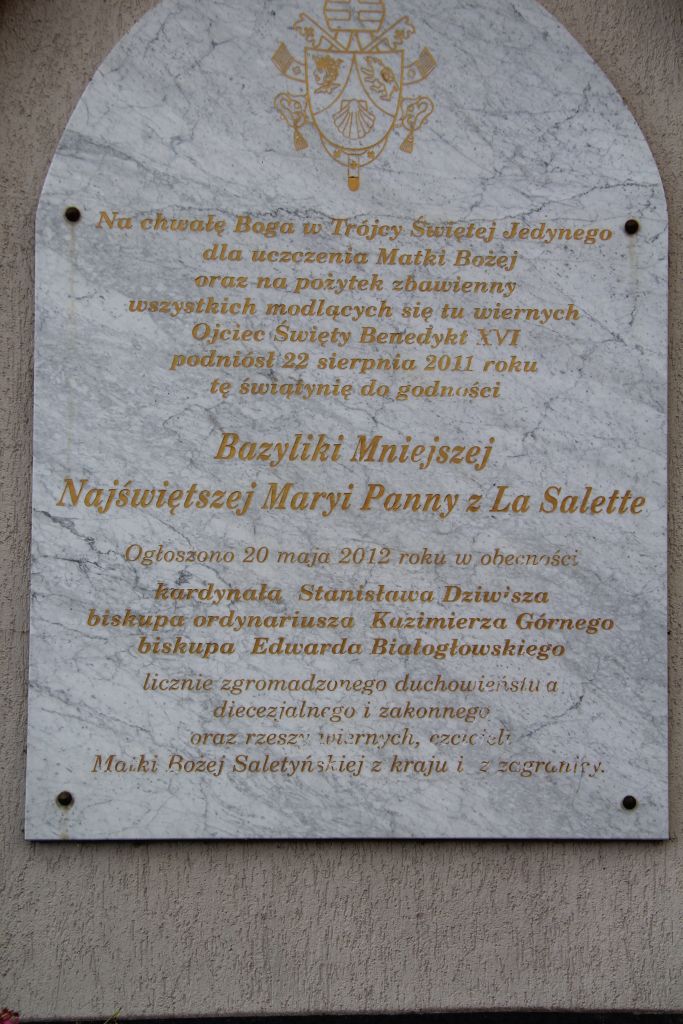 Na chwałę Boga w Trójcy Świętej Jedynego
dla uczczenia Matki Bożej
oraz na pożytek zbawienny
wszystkich modlących się tu wiernych
Ojciec Święty Benedykt XVI
podniósł 22 sierpnia 2011 roku
tę świątynię do godności
Bazyliki Mniejszej
Najświętszej Maryi Panny z La Salette
Ogłoszono 20 maja 2012 roku w obecności
kardynała Stanisława Dziwisza
biskupa ordynariusza Kazimierza Górnego
biskupa Edwarda Białogłowskiego
licznie zgromadzonego duchowieństwa
diecezjalnego i zakonnego
oraz rzeszy wiernych, czcicieli
Matki Bożej Saletyńskiej z kraju i z zagranicy.